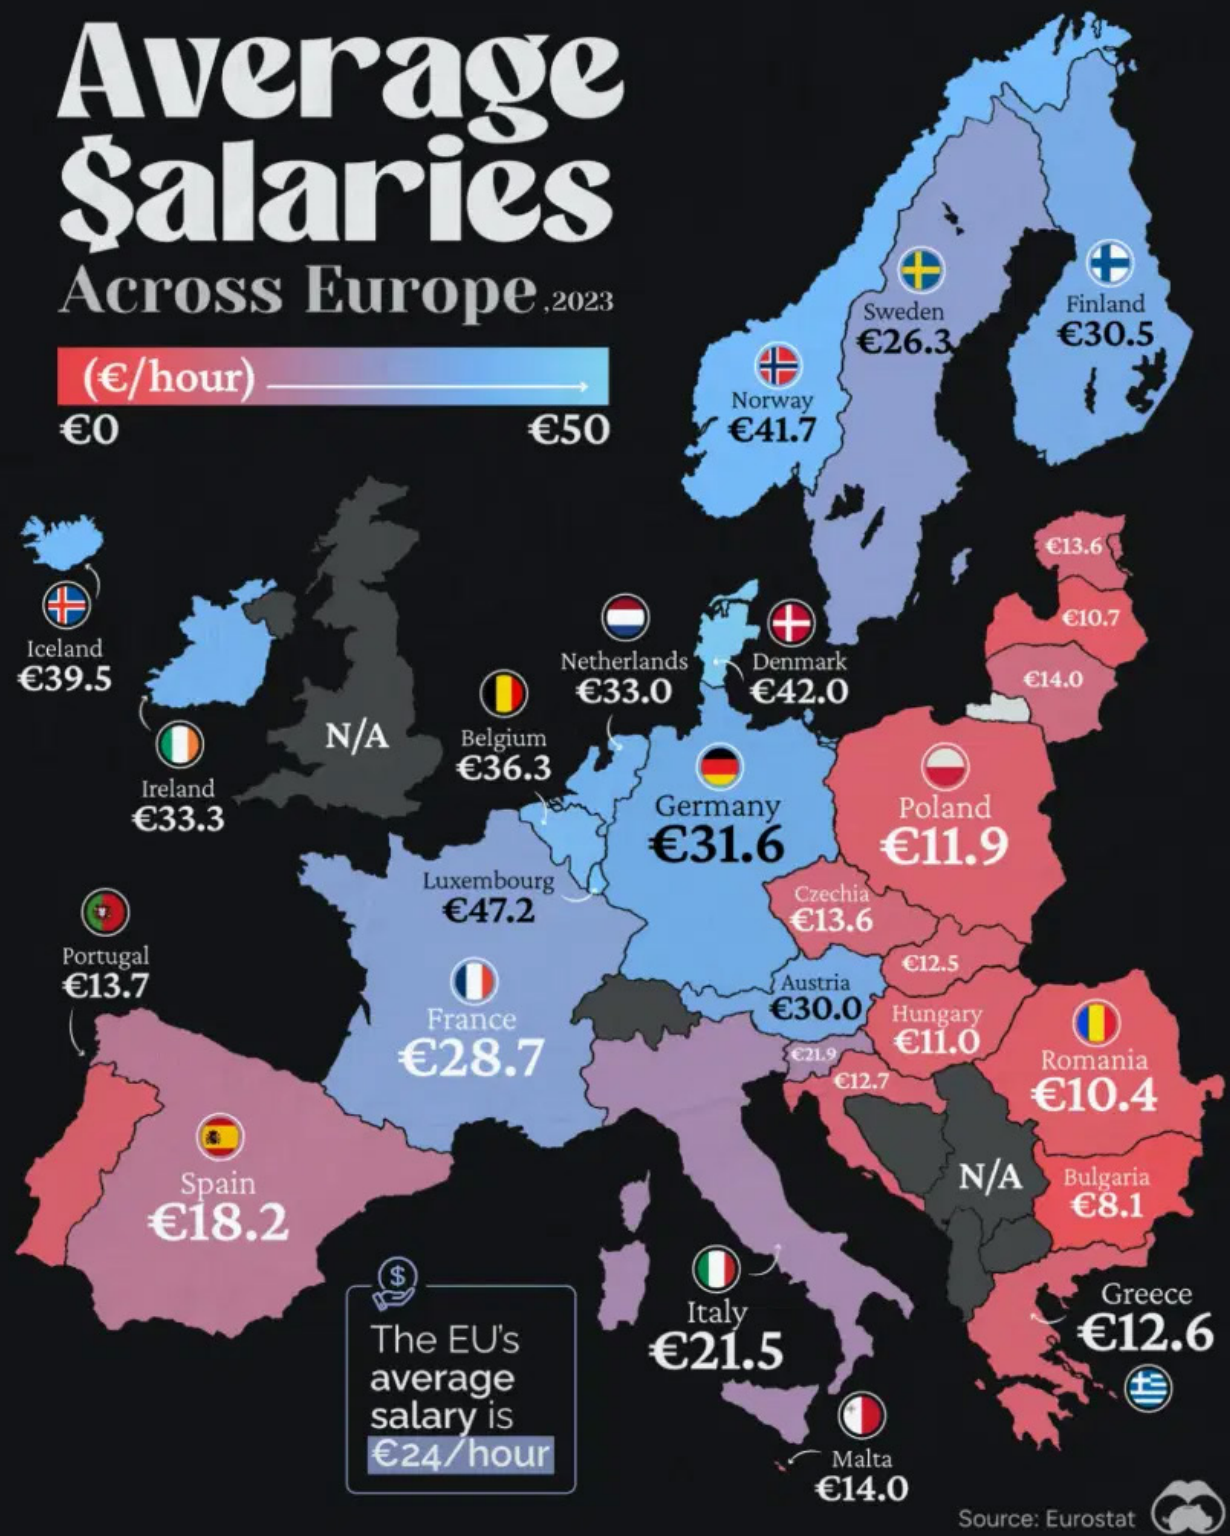 Average
$alaries
Across Europe, 2023
(€/hour)
€0
€50
Sweden
€26.3
Finland
€30.5
Norway
€41.7
€13.6
€10.7
€14.0
Iceland
€39.5
Ireland
€33.3
N/A
Netherlands
€33.0
Denmark
€42.0
Belgium
€36.3
Germany
€31.6
Poland
€11.9
Luxembourg
€47.2
Czechia
€13.6
€12.5
Portugal
€13.7
France
€28.7
Austria
€30.0
Hungary
€11.0
€21.9
€12.7
Romania
€10.4
Spain
€18.2
N/A
Bulgaria
€8.1
Italy
€21.5
Greece
€12.6
$
The EU's
average
salary is
€24/hour
Malta
€14.0
Source: Eurostat